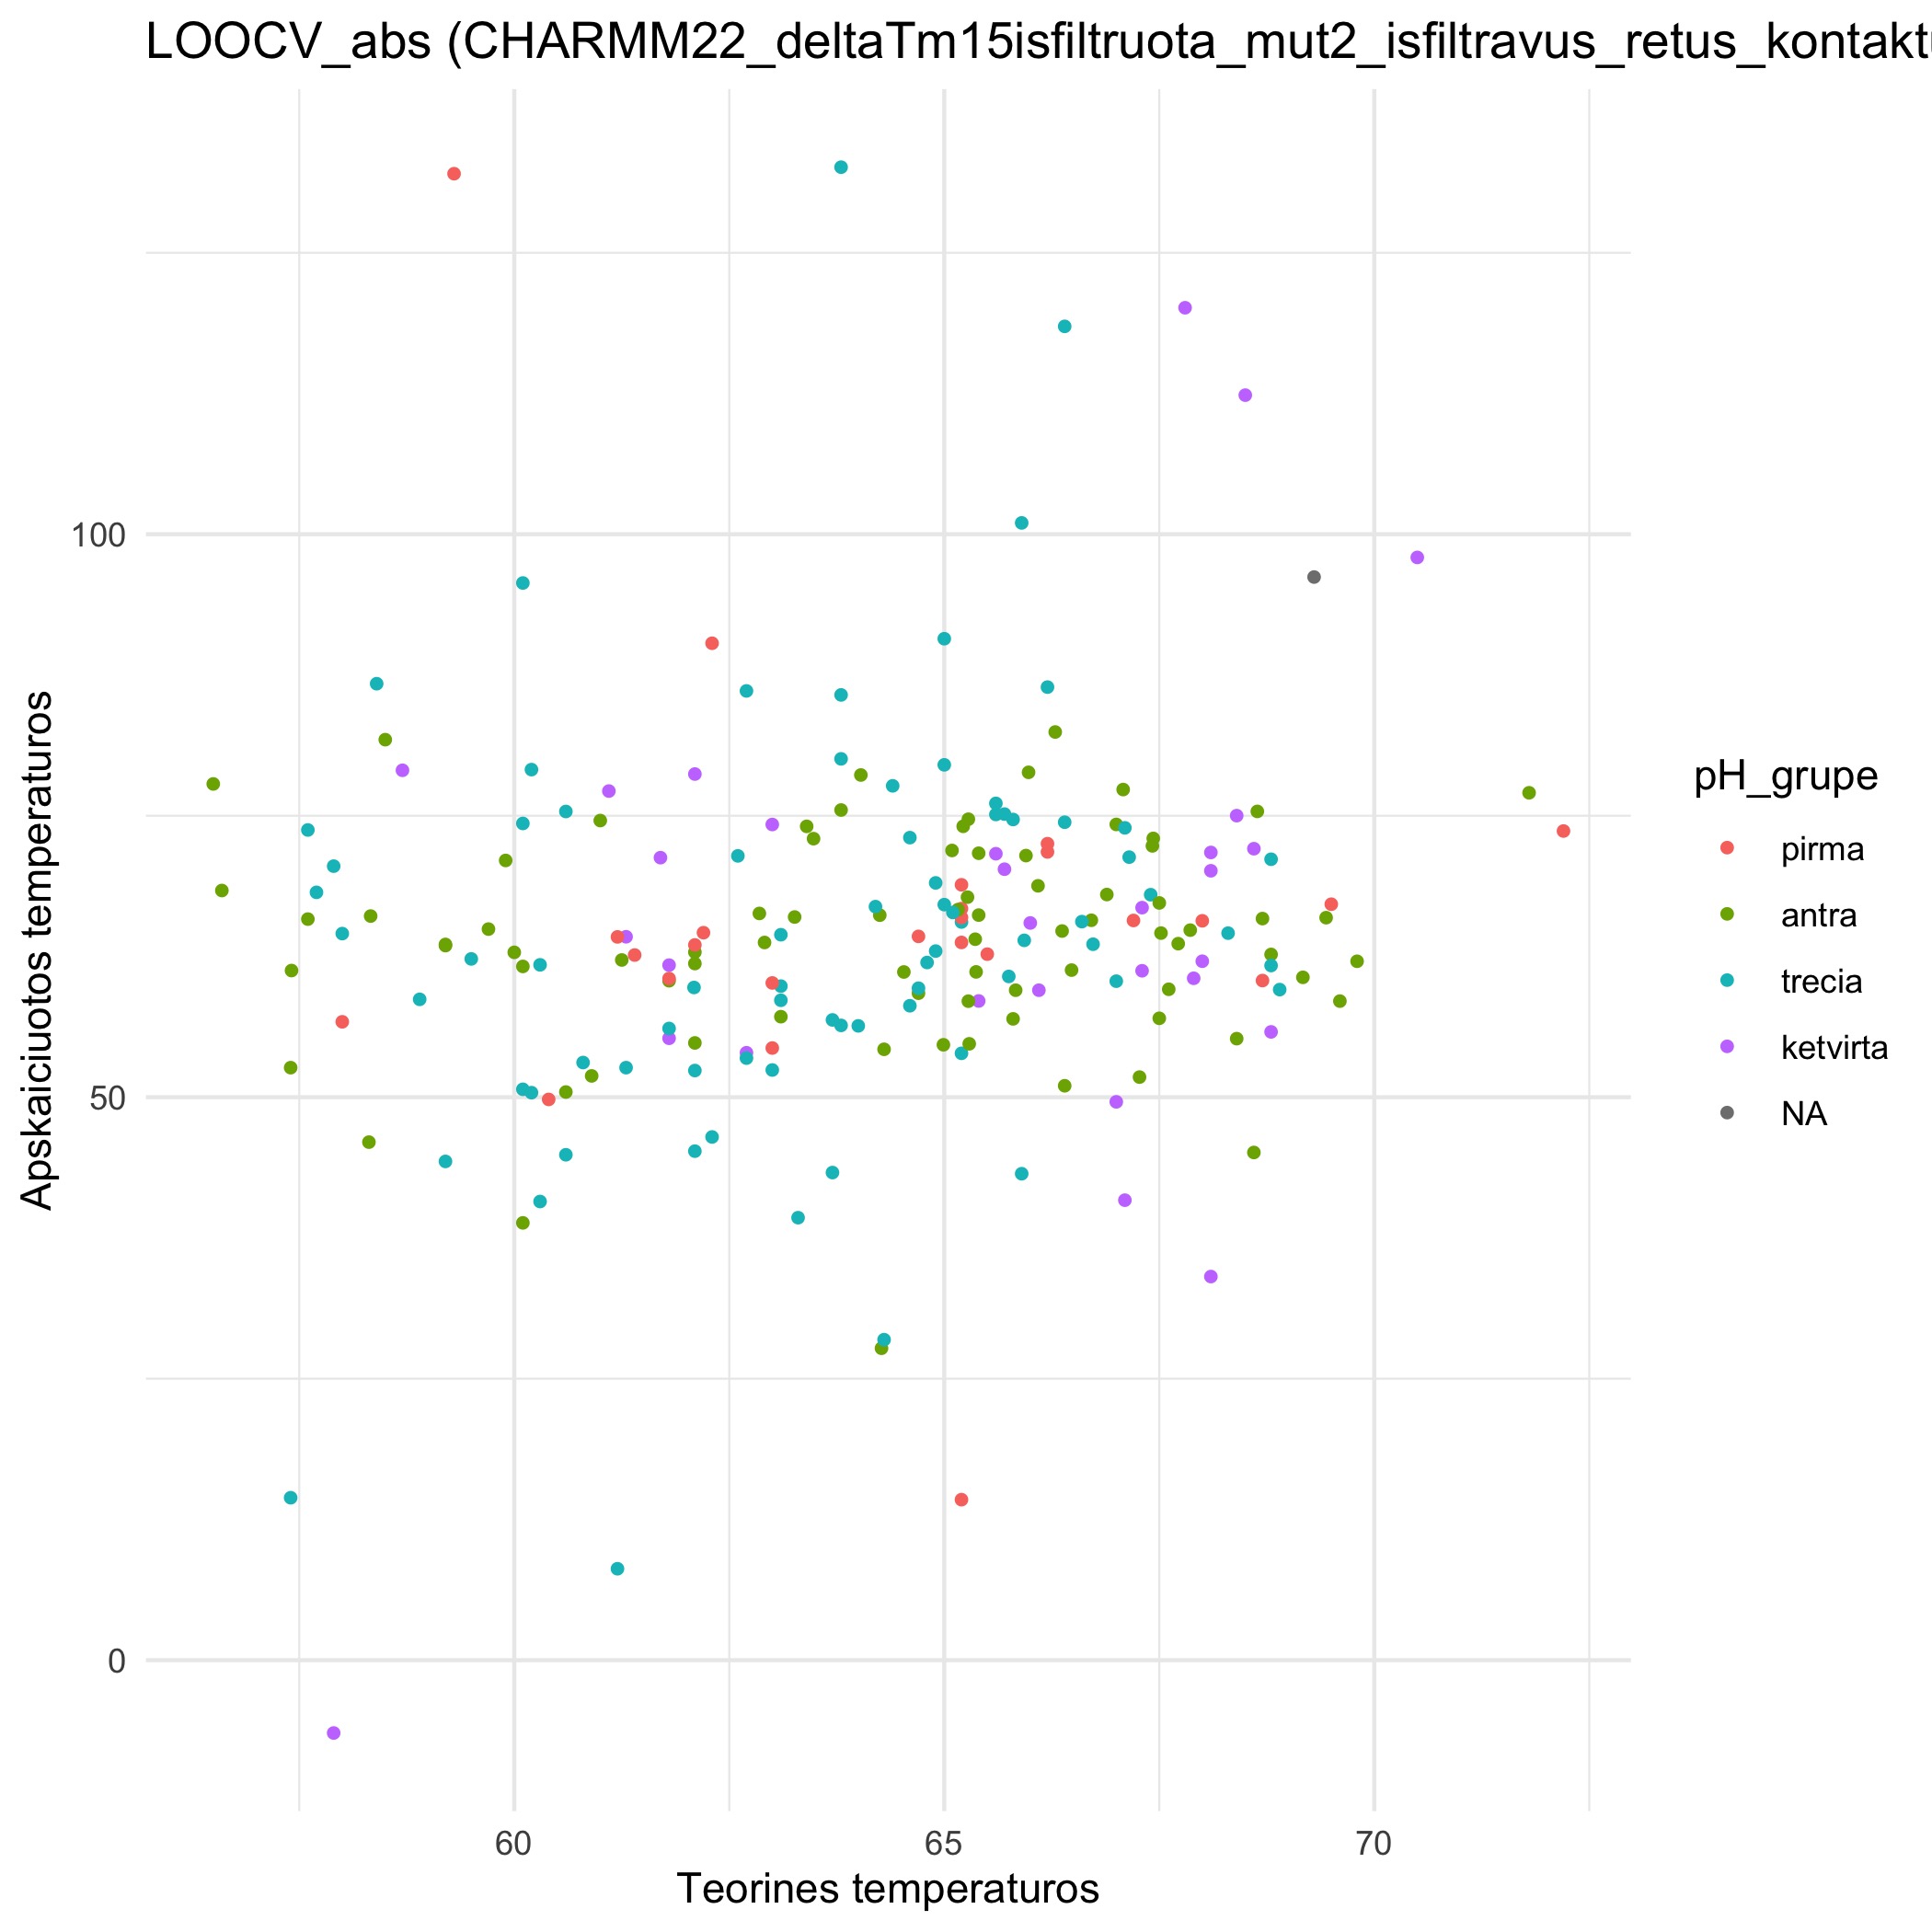 LOOCV_abs (CHARMM22_deltaTm15isfiltruota_mut2_isfiltravus_retus_kontakt
Apskaiciuotos temperaturos
100
50
0
60
65
70
Teorines temperaturos
pH_grupe
pirma
antra
trecia
ketvirta
NA